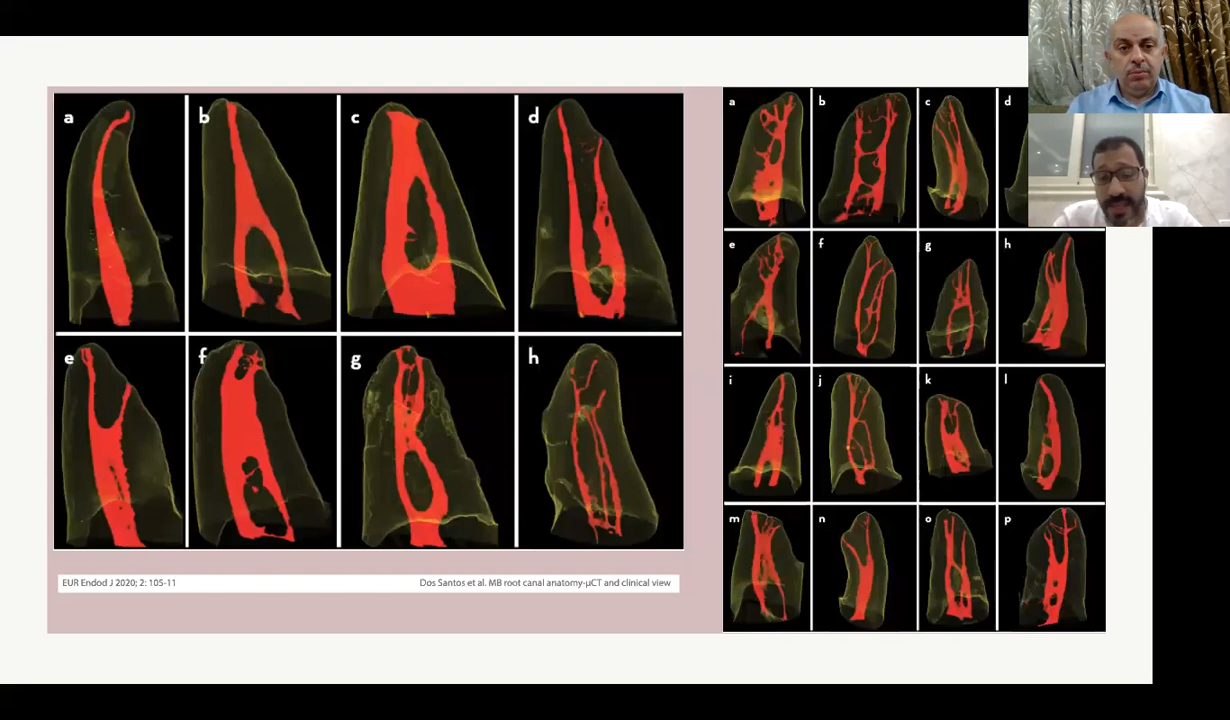 a b c d
e f g h
EUR Endod J 2020; 2: 105-11 Dos Santos et al. MB root canal anatomy-µCT and clinical view
a b c d
e f g h
i j k l
m n o p